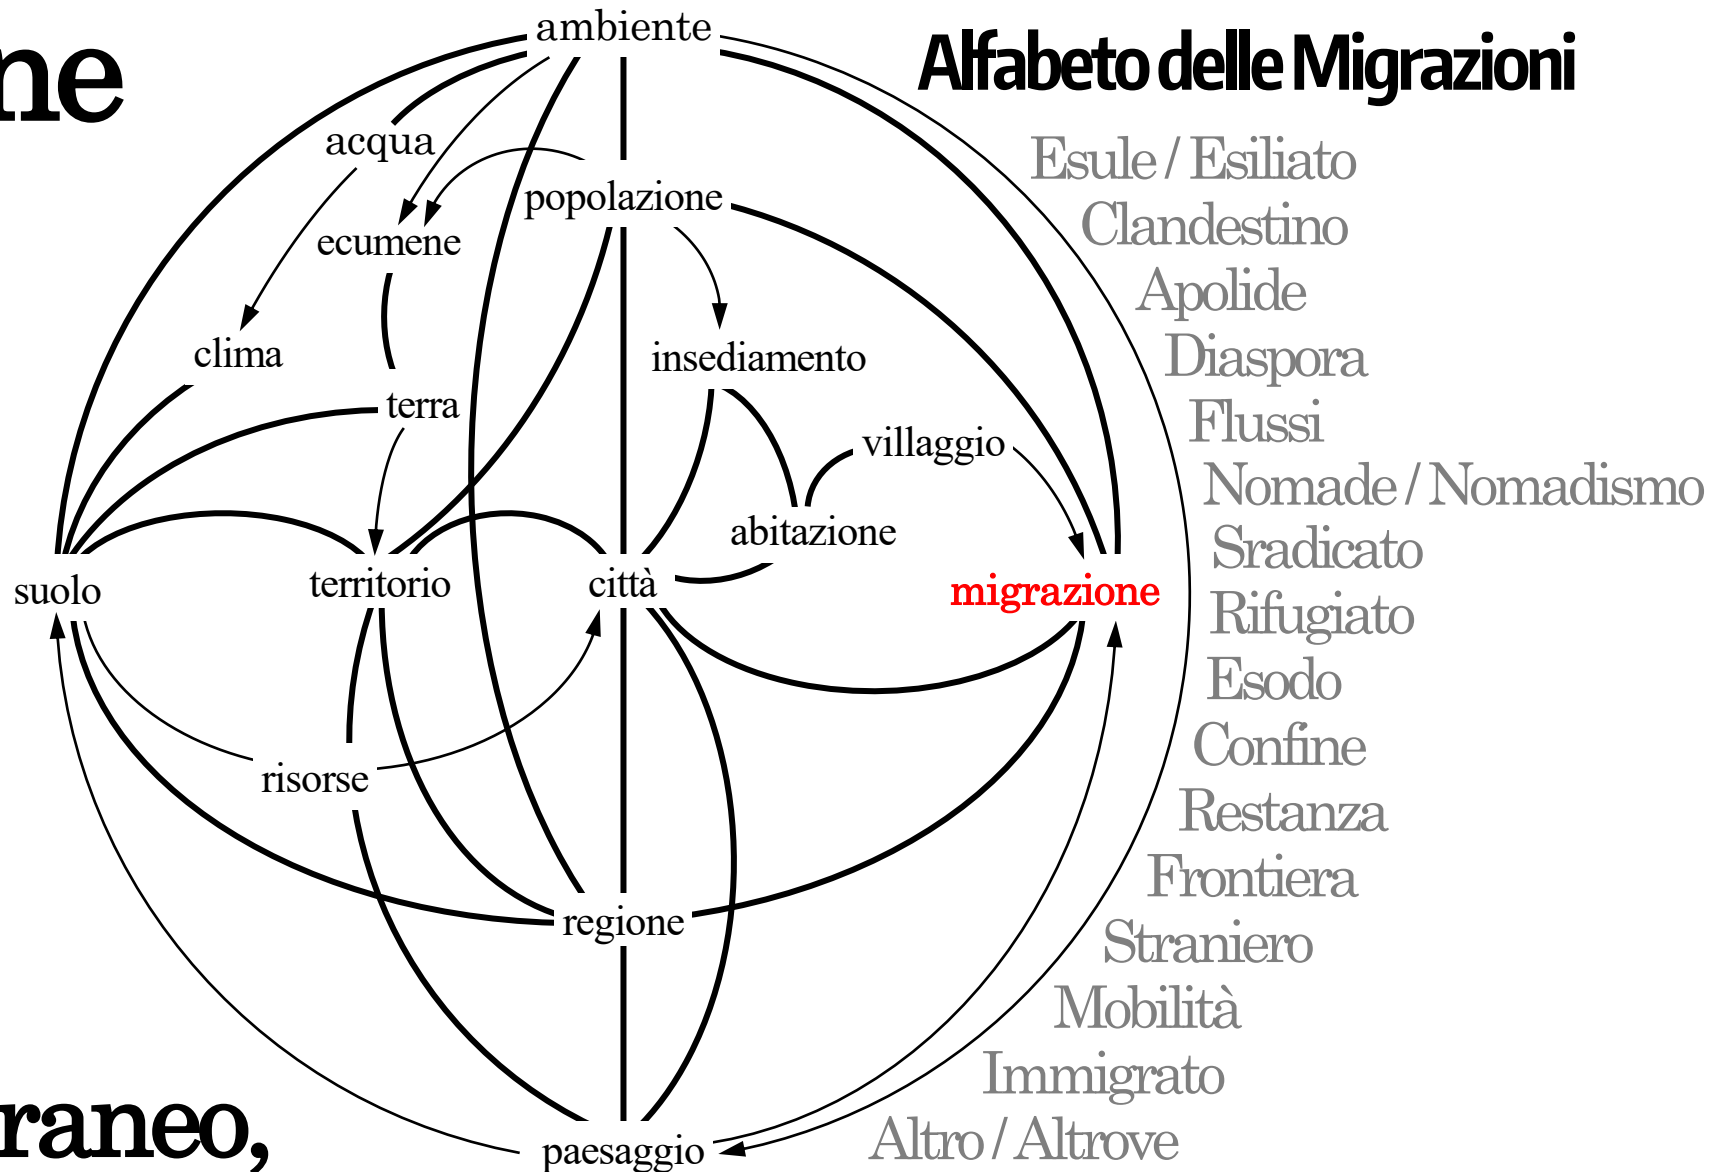 ne
ambiente
Alfabeto delle Migrazioni
acqua
popolazione
ecumene
clima
insediamento
terra
villaggio
abitazione
suolo
territorio
città
migrazione
risorse
regione
paesaggio
Esule / Esiliato
Clandestino
Apolide
Diaspora
Flussi
Nomade / Nomadismo
Sradicato
Rifugiato
Esodo
Confine
Restanza
Frontiera
Straniero
Mobilità
Immigrato
Altro / Altrove
raneo,